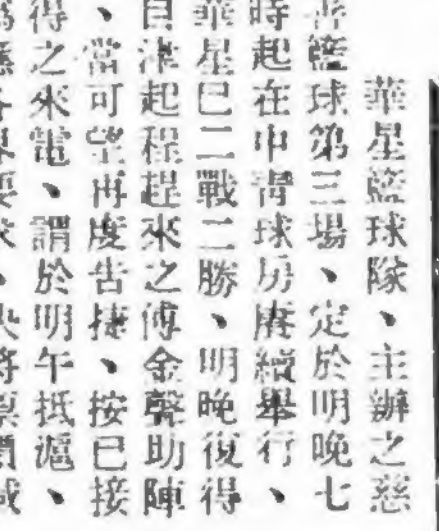 華星籃球隊、主辦之慈
善籃球第三場、定於明晚七
時起在中青球房賡續舉行、
華星已二戰二勝、明晚復得
自津起程趕來之傅金聲助陣
、當可望再度告捷、按已接
得之來電、謂於明午抵滬、